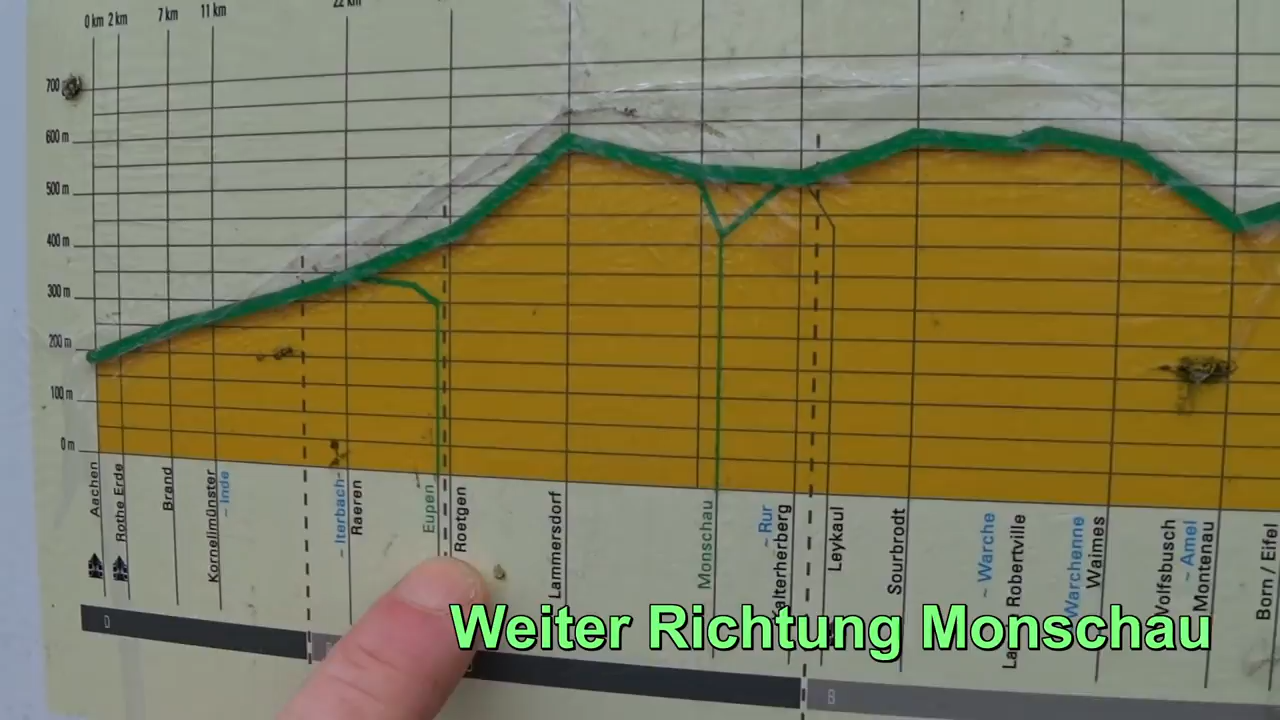 0 km 2 km 7 km 11 km 22 km
700
600 m
500 m
400 m
300 m
200 m
100 m
0 m
Aachen
Rothe Erde
Brand
Kornelimünster
~ Inde
~ Iterbach
Raeren
Eupen
Roetgen
Lammersdorf
Monschau
~ Rur
alterherberg
Leykaul
Sourbrodt
~ Warche
Robertville
Warchenne
Waimes
Volfsbusch
~ Amel
Montenau
Born / Eifel
D
B
Weiter Richtung Monschau